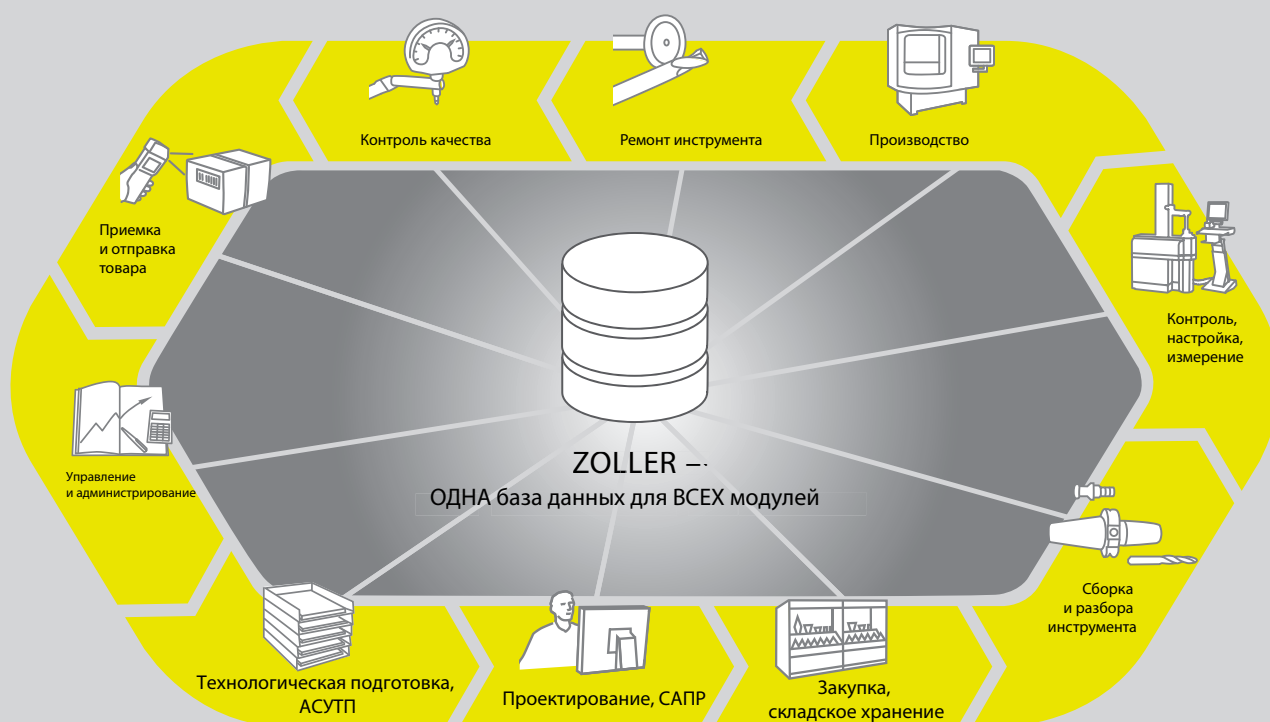 Контроль качества
Ремонт инструмента
Производство
Приемка
и отправка
товара
Контроль,
настройка,
измерение
Управление
и администрирование
ZOLLER –
ОДНА база данных для ВСЕХ модулей
Сборка
и разбора
инструмента
Технологическая подготовка,
АСУТП
Проектирование, САПР
Закупка,
складское хранение